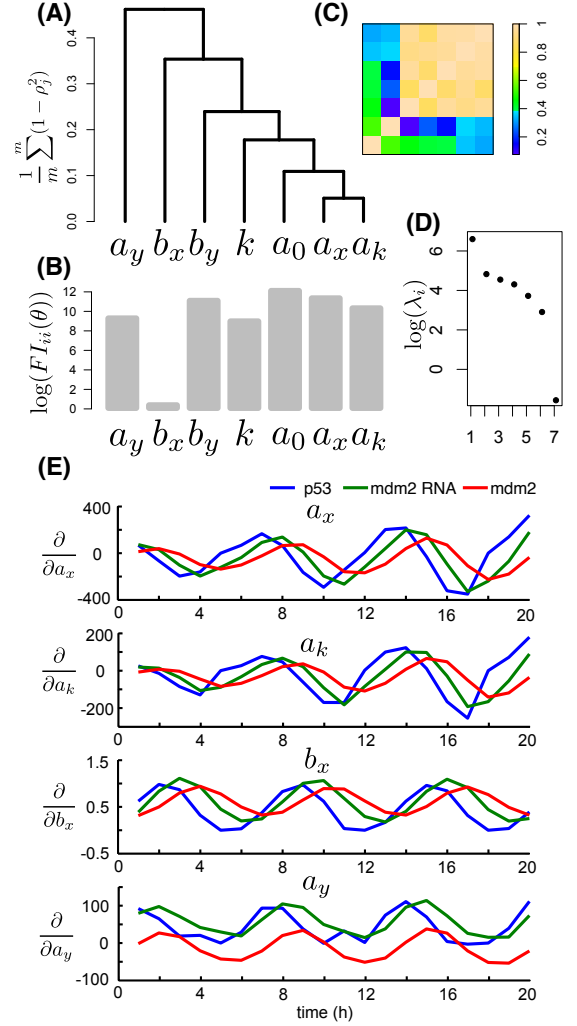 (A)
(C)
1/m ∑_j^m (1 − ρ_j^2)
0.0 0.1 0.2 0.3 0.4
0.2 0.4 0.6 0.8 1
a_y b_x b_y k a_0 a_x a_k
(B)
(D)
log(FI_ii(θ))
0 2 4 6 8 10 12
a_y b_x b_y k a_0 a_x a_k
log(λ_i)
0 2 4 6
1 3 5 7
(E)
p53 mdm2 RNA mdm2
a_x
∂/∂a_x
400
0
-400
0 4 8 12 16 20
a_k
∂/∂a_k
200
0
-200
0 4 8 12 16 20
b_x
∂/∂b_x
1.5
0.5
-0.5
0 4 8 12 16 20
a_y
∂/∂a_y
100
0
-100
0 4 8 12 16 20
time (h)